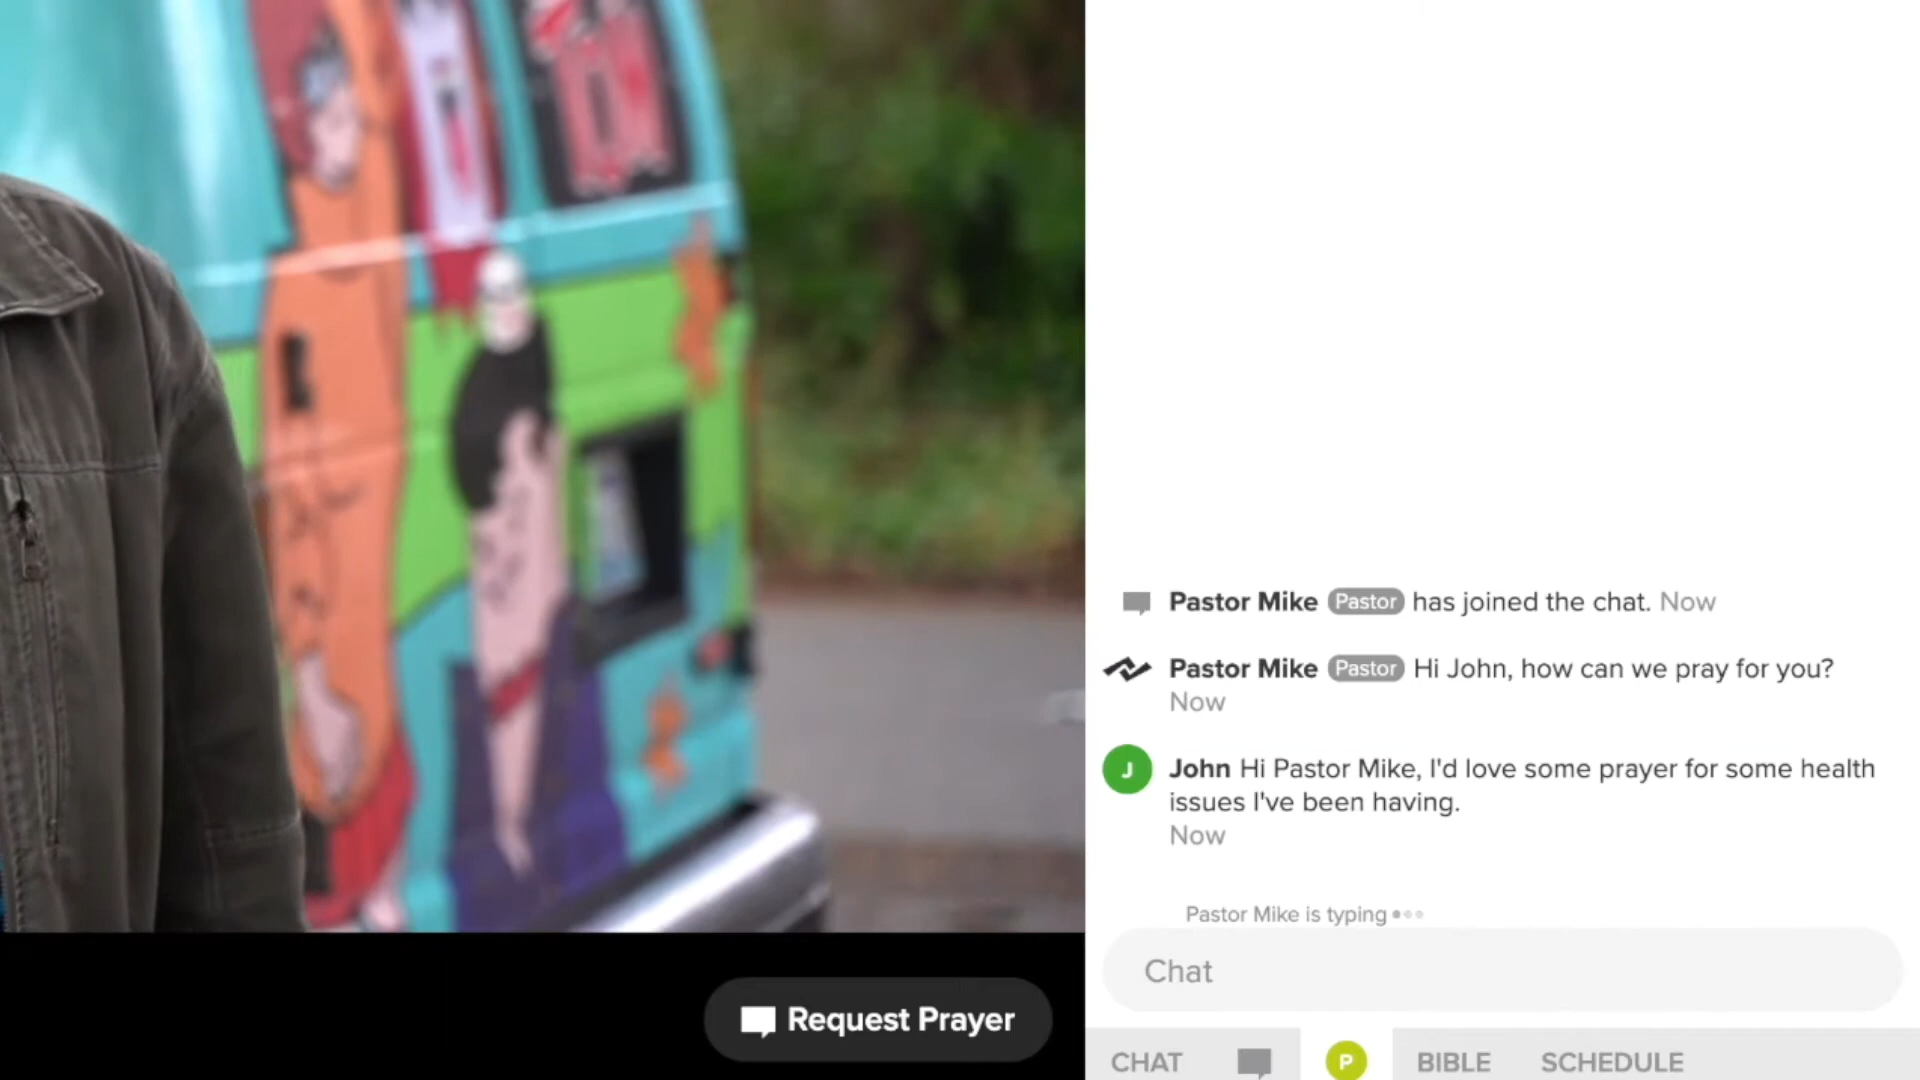 Pastor Mike Pastor has joined the chat. Now
Pastor Mike Pastor Hi John, how can we pray for you?
Now
J
John Hi Pastor Mike, I'd love some prayer for some health
issues I've been having.
Now
Pastor Mike is typing
Chat
Request Prayer
CHAT
P
BIBLE
SCHEDULE